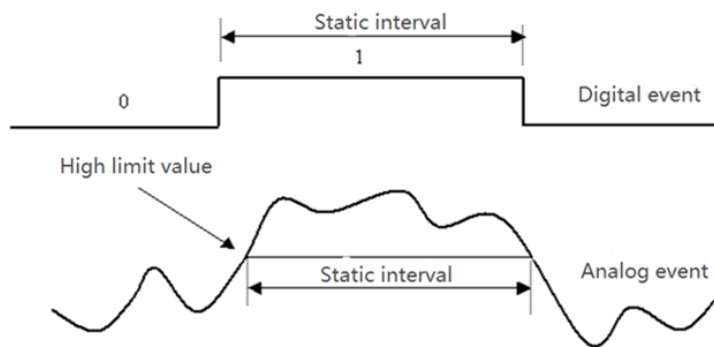 Static interval
1
0
Digital event
High limit value
Static interval
Analog event